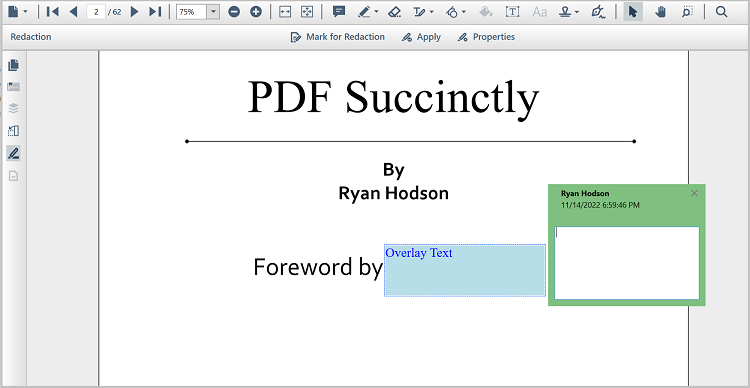 2 / 62
75%
T
Aa
Redaction
Mark for Redaction
Apply
Properties
PDF Succinctly
By
Ryan Hodson
Ryan Hodson
11/14/2022 6:59:46 PM
Foreword by
Overlay Text